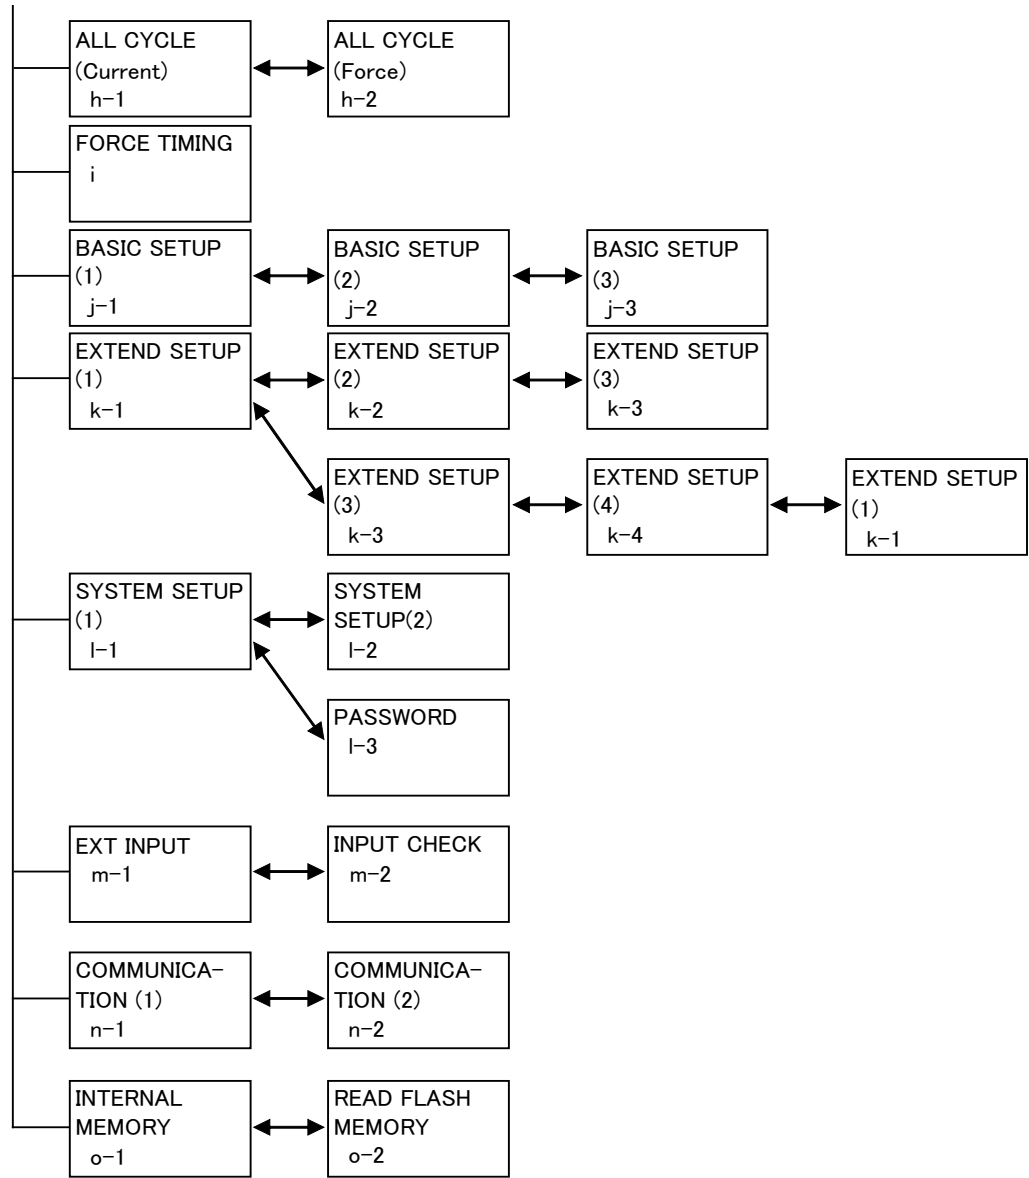 ALL CYCLE
(Current)
h-1
ALL CYCLE
(Force)
h-2
FORCE TIMING
i
BASIC SETUP
(1)
j-1
BASIC SETUP
(2)
j-2
BASIC SETUP
(3)
j-3
EXTEND SETUP
(1)
k-1
EXTEND SETUP
(2)
k-2
EXTEND SETUP
(3)
k-3
EXTEND SETUP
(3)
k-3
EXTEND SETUP
(4)
k-4
EXTEND SETUP
(1)
k-1
SYSTEM SETUP
(1)
l-1
SYSTEM
SETUP(2)
l-2
PASSWORD
l-3
EXT INPUT
m-1
INPUT CHECK
m-2
COMMUNICA-
TION (1)
n-1
COMMUNICA-
TION (2)
n-2
INTERNAL
MEMORY
o-1
READ FLASH
MEMORY
o-2